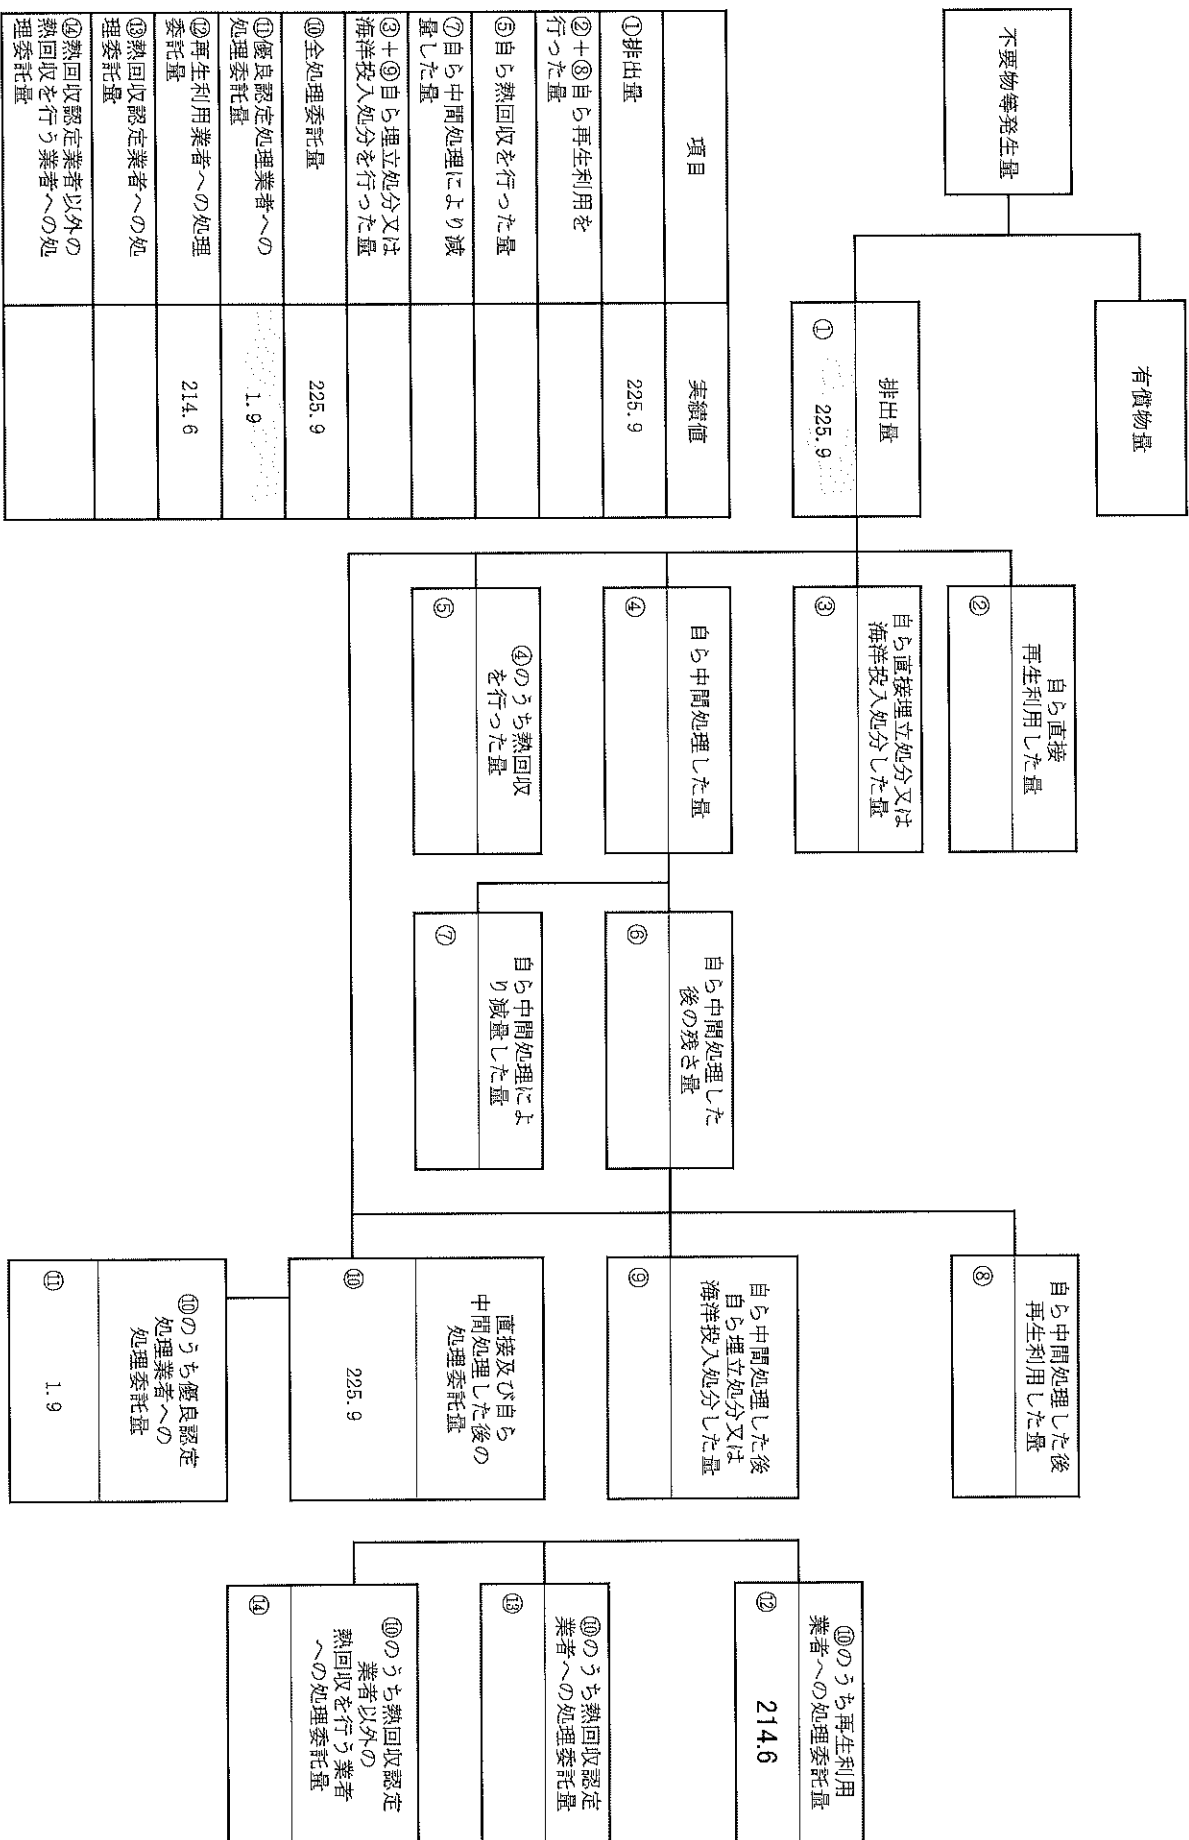 不要物等発生量
有償物量
排出量
① 225.9
自ら直接
再生利用した量
②
自ら直接埋立処分又は
海洋投入処分した量
③
自ら中間処理した量
④
④のうち熱回収
を行った量
⑤
自ら中間処理した
後の残さ量
⑥
自ら中間処理によ
り減量した量
⑦
自ら中間処理した後
再生利用した量
⑧
自ら中間処理した後
自ら埋立処分又は
海洋投入処分した量
⑨
直接及び自ら
中間処理した後の
処理委託量
⑩
225.9
⑩のうち優良認定
処理業者への
処理委託量
⑪
1.9
⑩のうち再生利用
業者への処理委託量
⑫
214.6
⑩のうち熱回収認定
業者への処理委託量
⑬
⑩のうち熱回収認定
業者以外の
熱回収を行う業者
への処理委託量
⑭
項目 実績値
①排出量 225.9
②+⑧自ら再生利用を
行った量
⑤自ら熱回収を行った量
⑦自ら中間処理により減
量した量
③+⑨自ら埋立処分又は
海洋投入処分を行った量
⑩全処理委託量 225.9
⑪優良認定処理業者への
処理委託量 1.9
⑫再生利用業者への処理
委託量 214.6
⑬熱回収認定業者への処
理委託量
⑭熱回収認定業者以外の
熱回収を行う業者への処
理委託量